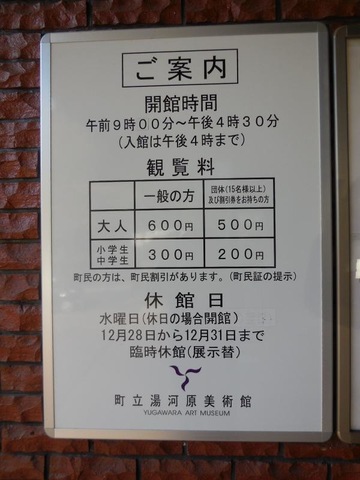 ご案内
開館時間
午前9時00分～午後4時30分
(入館は午後4時まで)
観覧料
一般の方
団体(15名様以上)
及び割引券をお持ちの方
大人 600円 500円
小学生
中学生 300円 200円
町民の方は、町民割引があります。(町民証の提示)
休館日
水曜日(休日の場合開館)
12月28日から12月31日まで
臨時休館(展示替)
町立湯河原美術館
YUGAWARA ART MUSEUM